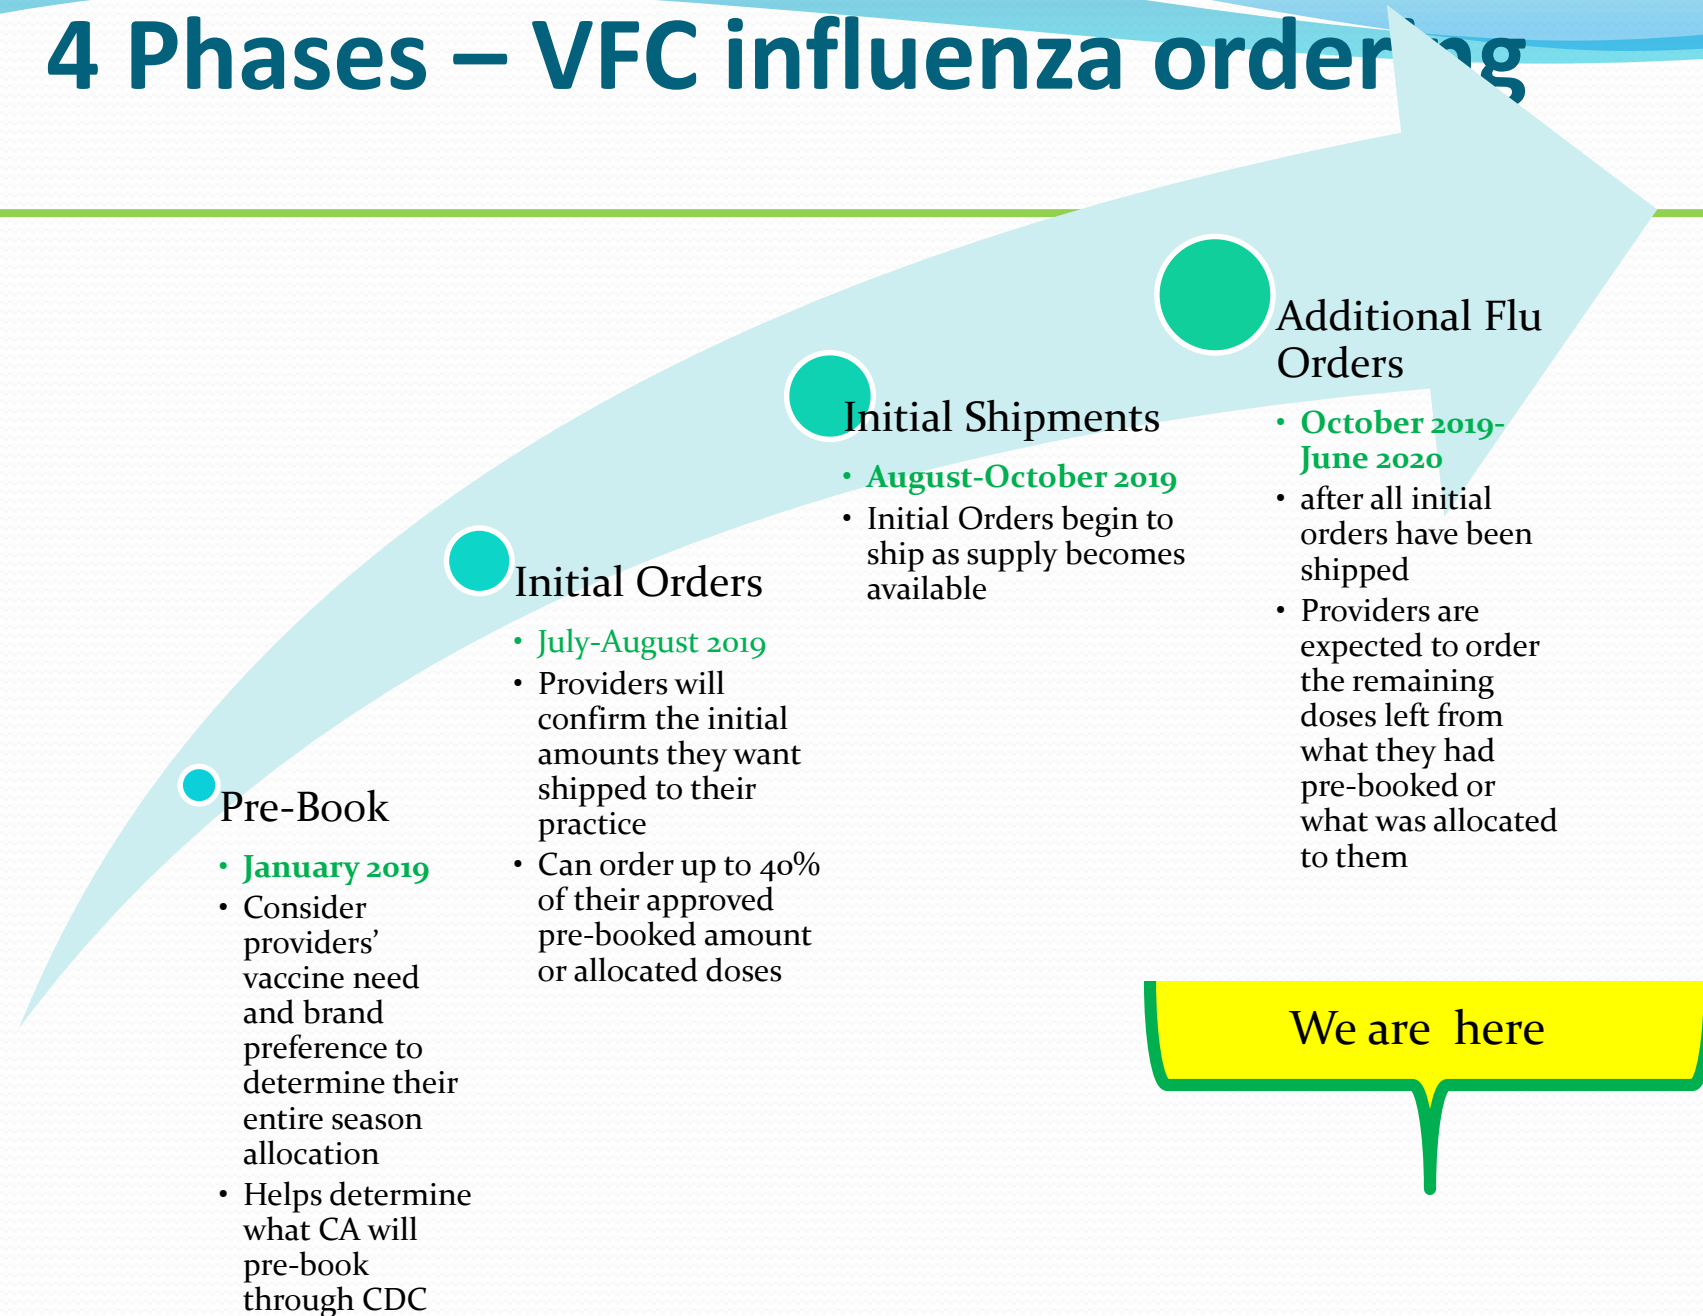 4 Phases – VFC influenza ordering
Pre-Book
• January 2019
• Consider
providers’
vaccine need
and brand
preference to
determine their
entire season
allocation
• Helps determine
what CA will
pre-book
through CDC
Initial Orders
• July-August 2019
• Providers will
confirm the initial
amounts they want
shipped to their
practice
• Can order up to 40%
of their approved
pre-booked amount
or allocated doses
Initial Shipments
• August-October 2019
• Initial Orders begin to
ship as supply becomes
available
Additional Flu
Orders
• October 2019-
June 2020
• after all initial
orders have been
shipped
• Providers are
expected to order
the remaining
doses left from
what they had
pre-booked or
what was allocated
to them
We are  here